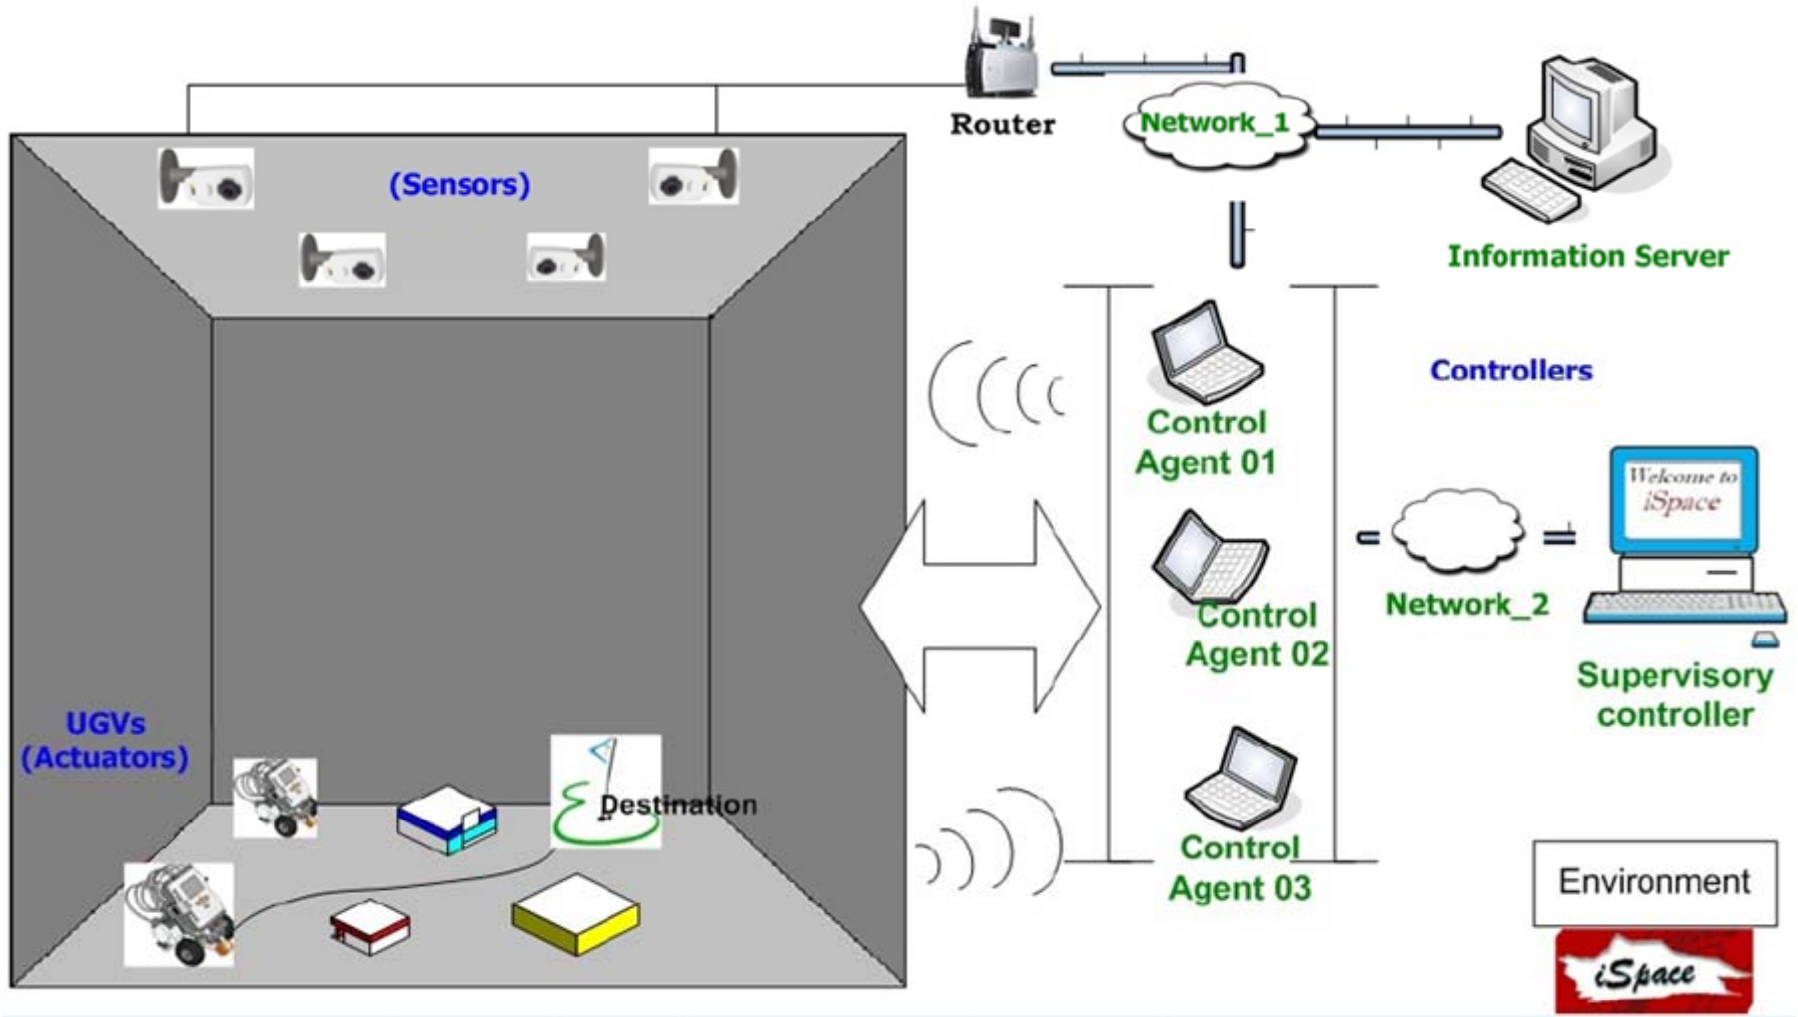 Router
Network_1
(Sensors)
Information Server
Controllers
Control
Agent 01
Welcome to
iSpace
Control
Agent 02
Network_2
Supervisory
controller
UGVs
(Actuators)
Destination
Control
Agent 03
Environment
iSpace